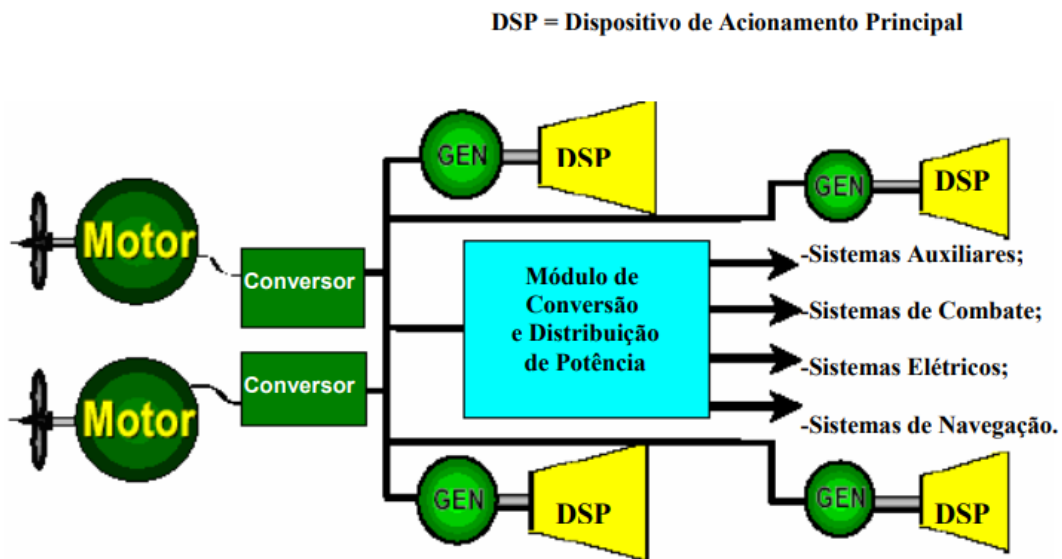 DSP = Dispositivo de Acionamento Principal
GEN
DSP
GEN
DSP
Motor
Conversor
Módulo de
Conversão
e Distribuição
de Potência
-Sistemas Auxiliares;
-Sistemas de Combate;
-Sistemas Elétricos;
-Sistemas de Navegação.
Motor
Conversor
GEN
DSP
GEN
DSP